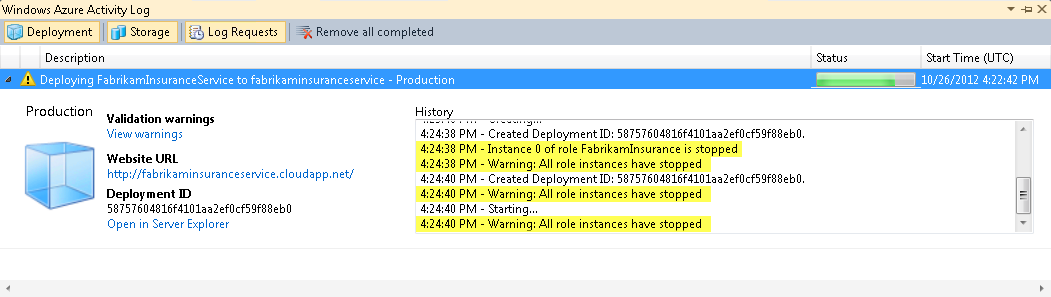 Windows Azure Activity Log
Deployment Storage Log Requests Remove all completed
Description Status Start Time (UTC)
Deploying FabrikamInsuranceService to fabrikaminsuranceservice - Production 10/26/2012 4:22:42 PM
Production
Validation warnings
View warnings
Website URL
http://fabrikaminsuranceservice.cloudapp.net/
Deployment ID
58757604816f4101aa2ef0cf59f88eb0
Open in Server Explorer
History
4:24:38 PM - Created Deployment ID: 58757604816f4101aa2ef0cf59f88eb0.
4:24:38 PM - Instance 0 of role FabrikamInsurance is stopped
4:24:38 PM - Warning: All role instances have stopped
4:24:40 PM - Created Deployment ID: 58757604816f4101aa2ef0cf59f88eb0.
4:24:40 PM - Warning: All role instances have stopped
4:24:40 PM - Starting...
4:24:40 PM - Warning: All role instances have stopped